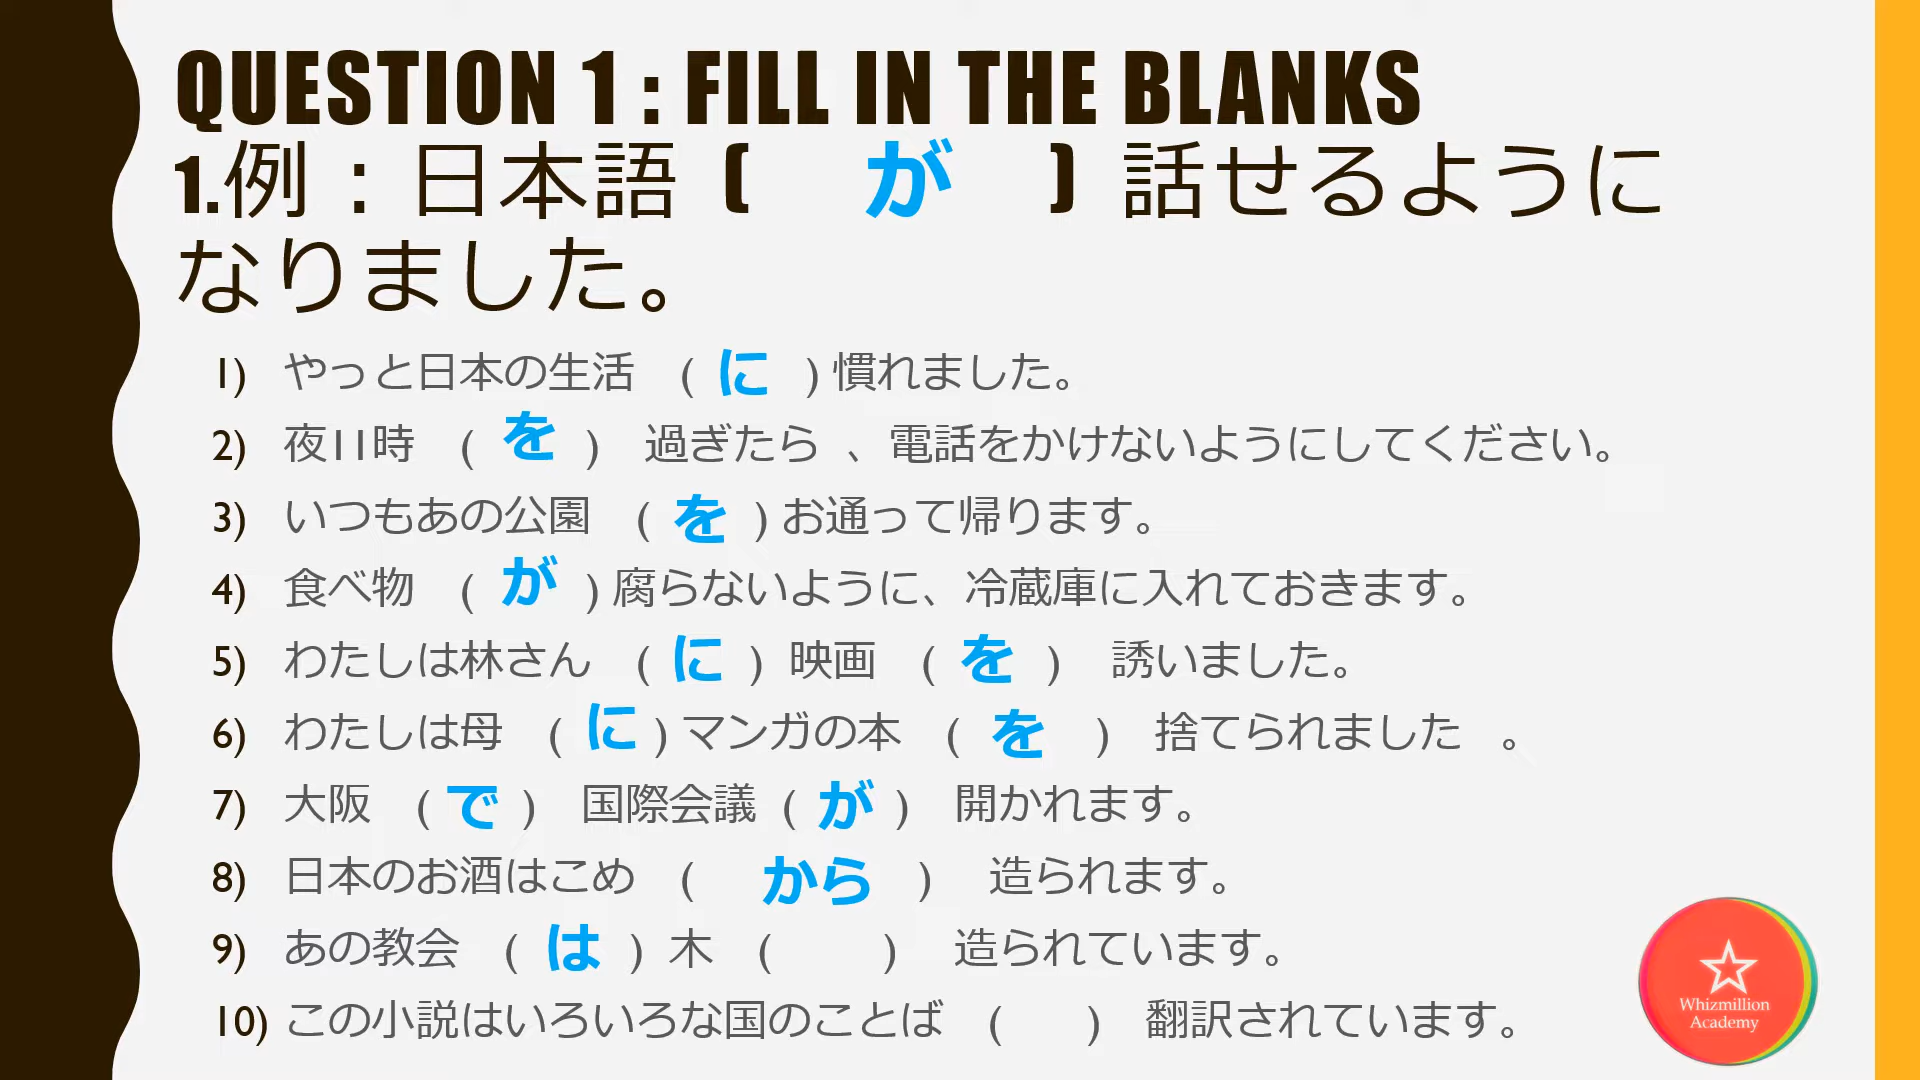 QUESTION 1 : FILL IN THE BLANKS
1.例：日本語（ が ）話せるように
なりました。
1) やっと日本の生活 （ に ）慣れました。
2) 夜11時 （ を ） 過ぎたら 、電話をかけないようにしてください。
3) いつもあの公園 （ を ）お通って帰ります。
4) 食べ物 （ が ）腐らないように、冷蔵庫に入れておきます。
5) わたしは林さん （ に ）映画 （ を ） 誘いました。
6) わたしは母 （ に ）マンガの本 （ を ） 捨てられました 。
7) 大阪 （ で ） 国際会議（ が ） 開かれます。
8) 日本のお酒はこめ （ から ） 造られます。
9) あの教会 （ は ）木 （ ） 造られています。
10) この小説はいろいろな国のことば （ ） 翻訳されています。
Whizmillion
Academy